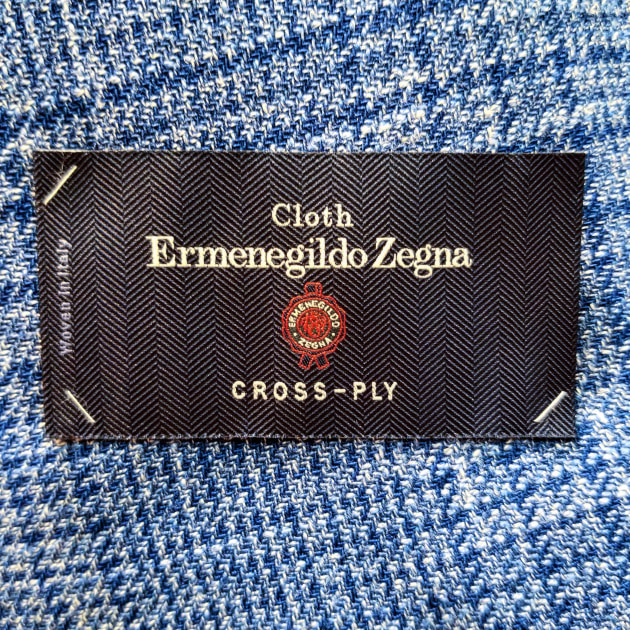 Cloth
Ermenegildo Zegna
ERMENEGILDO
ZEGNA
CROSS-PLY
Woven in Italy